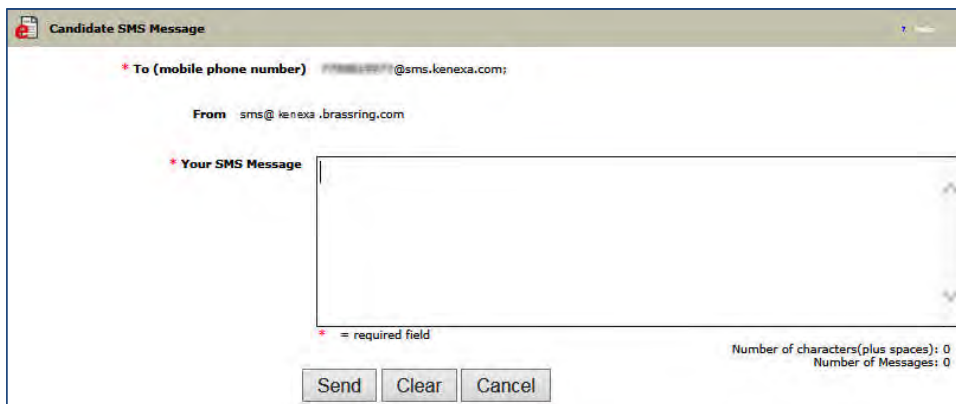 Candidate SMS Message ?
* To (mobile phone number) @sms.kenexa.com;
From sms@ kenexa .brassring.com
* Your SMS Message
* = required field
Number of characters(plus spaces): 0
Number of Messages: 0
Send Clear Cancel